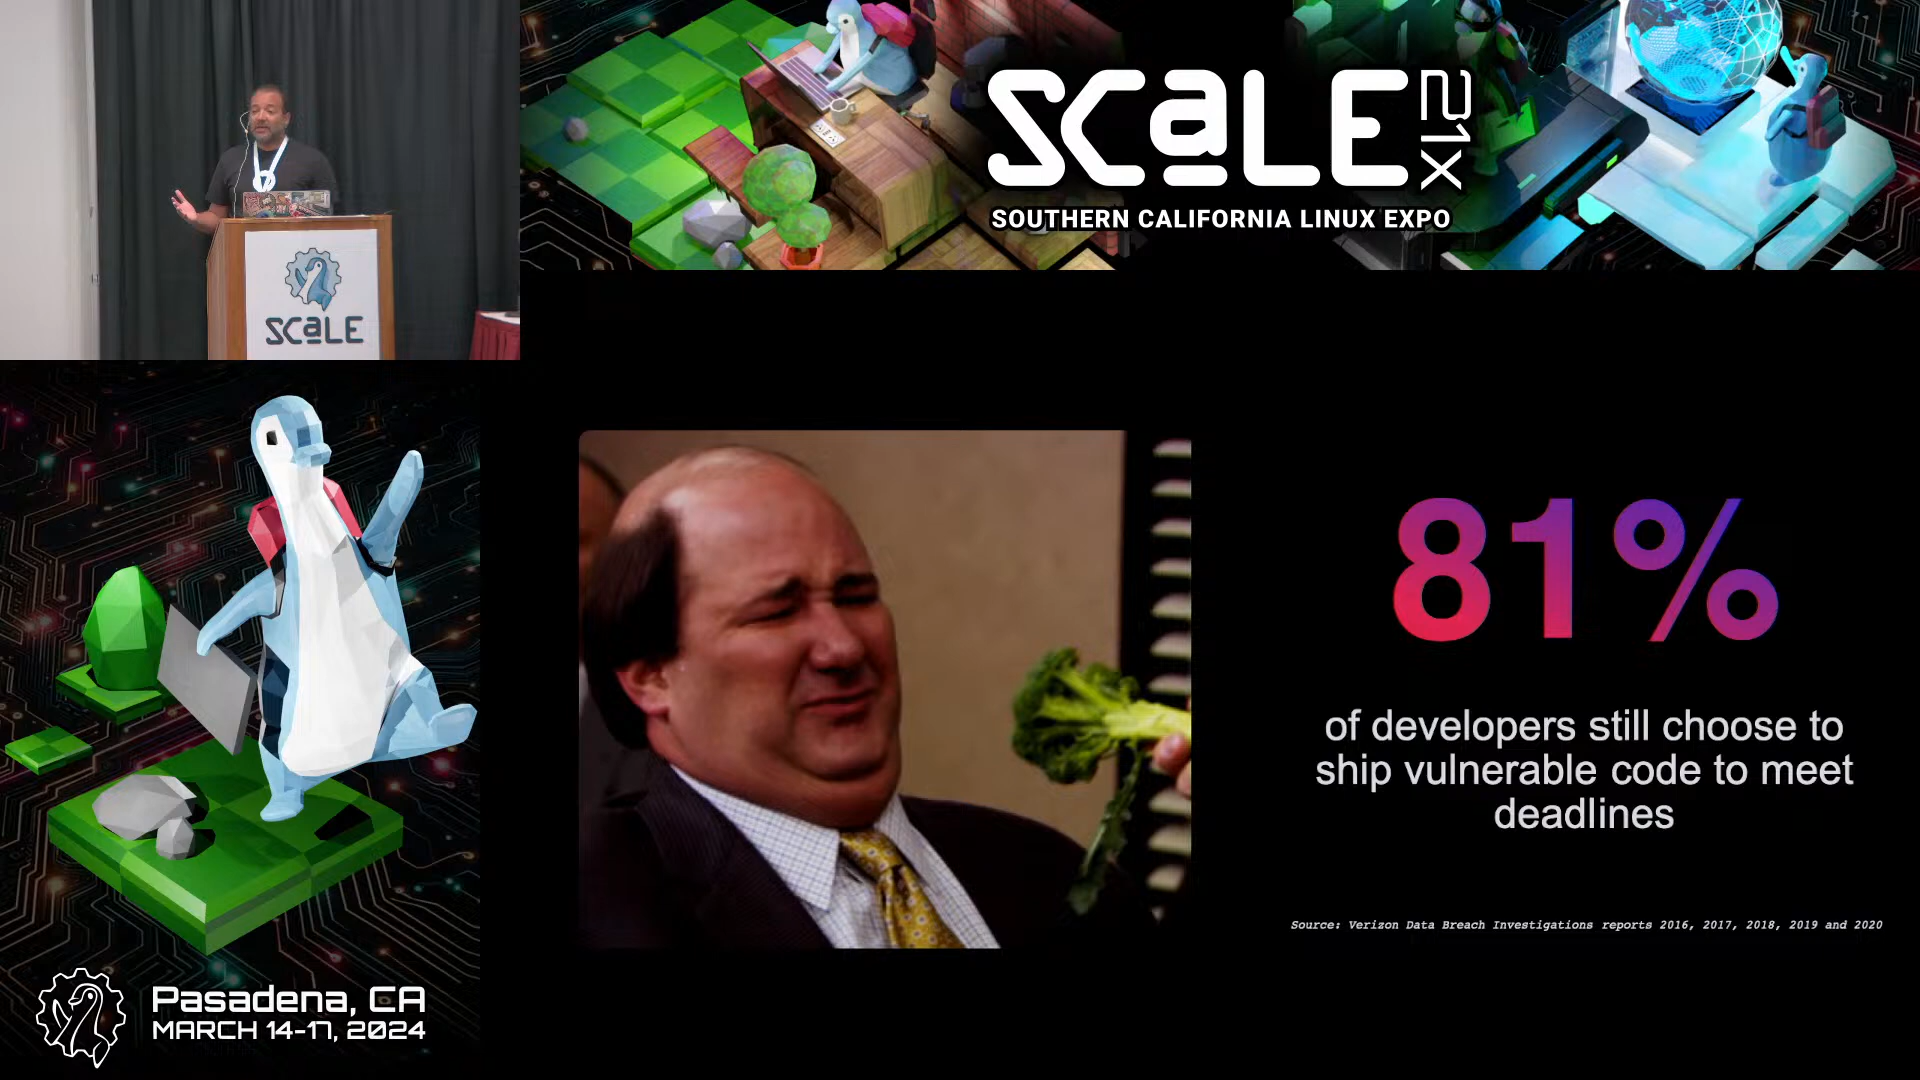 SCaLE
SCaLE 21X
SOUTHERN CALIFORNIA LINUX EXPO
81%
of developers still choose to
ship vulnerable code to meet
deadlines
Source: Verizon Data Breach Investigations reports 2016, 2017, 2018, 2019 and 2020
Pasadena, CA
MARCH 14-17, 2024